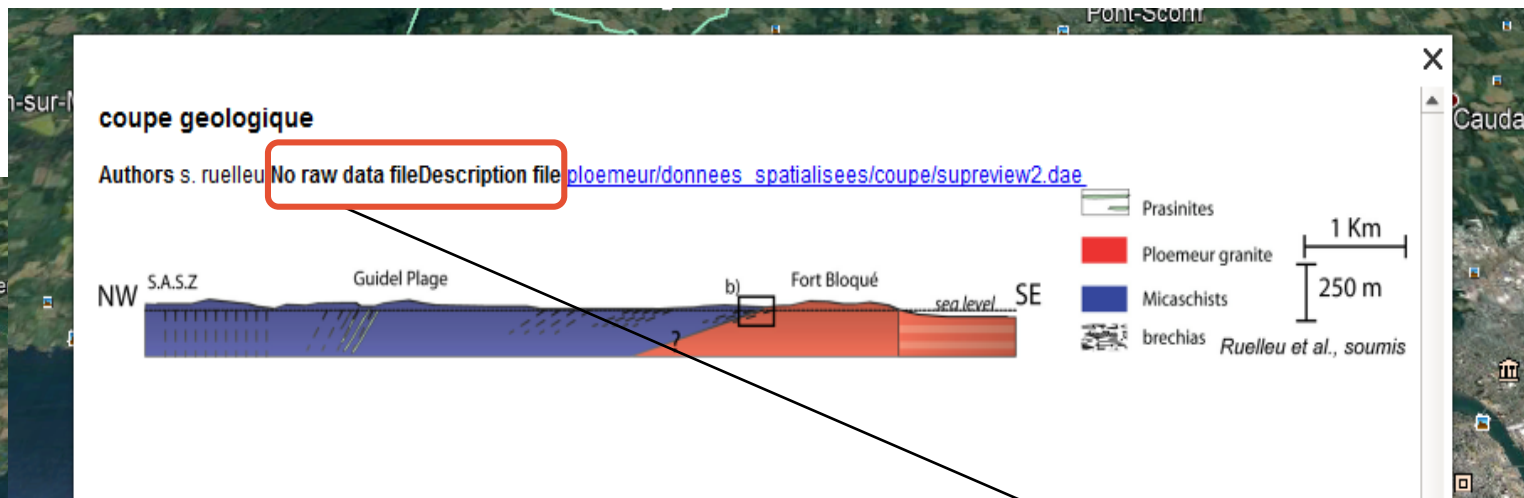 Pont-Scorff
n-sur-M
Cauda
coupe geologique
Authors s. ruelleu No raw data fileDescription file ploemeur/donnees_spatialisees/coupe/supreview2.dae
Prasinites
1 Km
Ploemeur granite
250 m
Micaschists
brechias
Ruelleu et al., soumis
NW
S.A.S.Z
Guidel Plage
b)
Fort Bloqué
sea level
SE
?